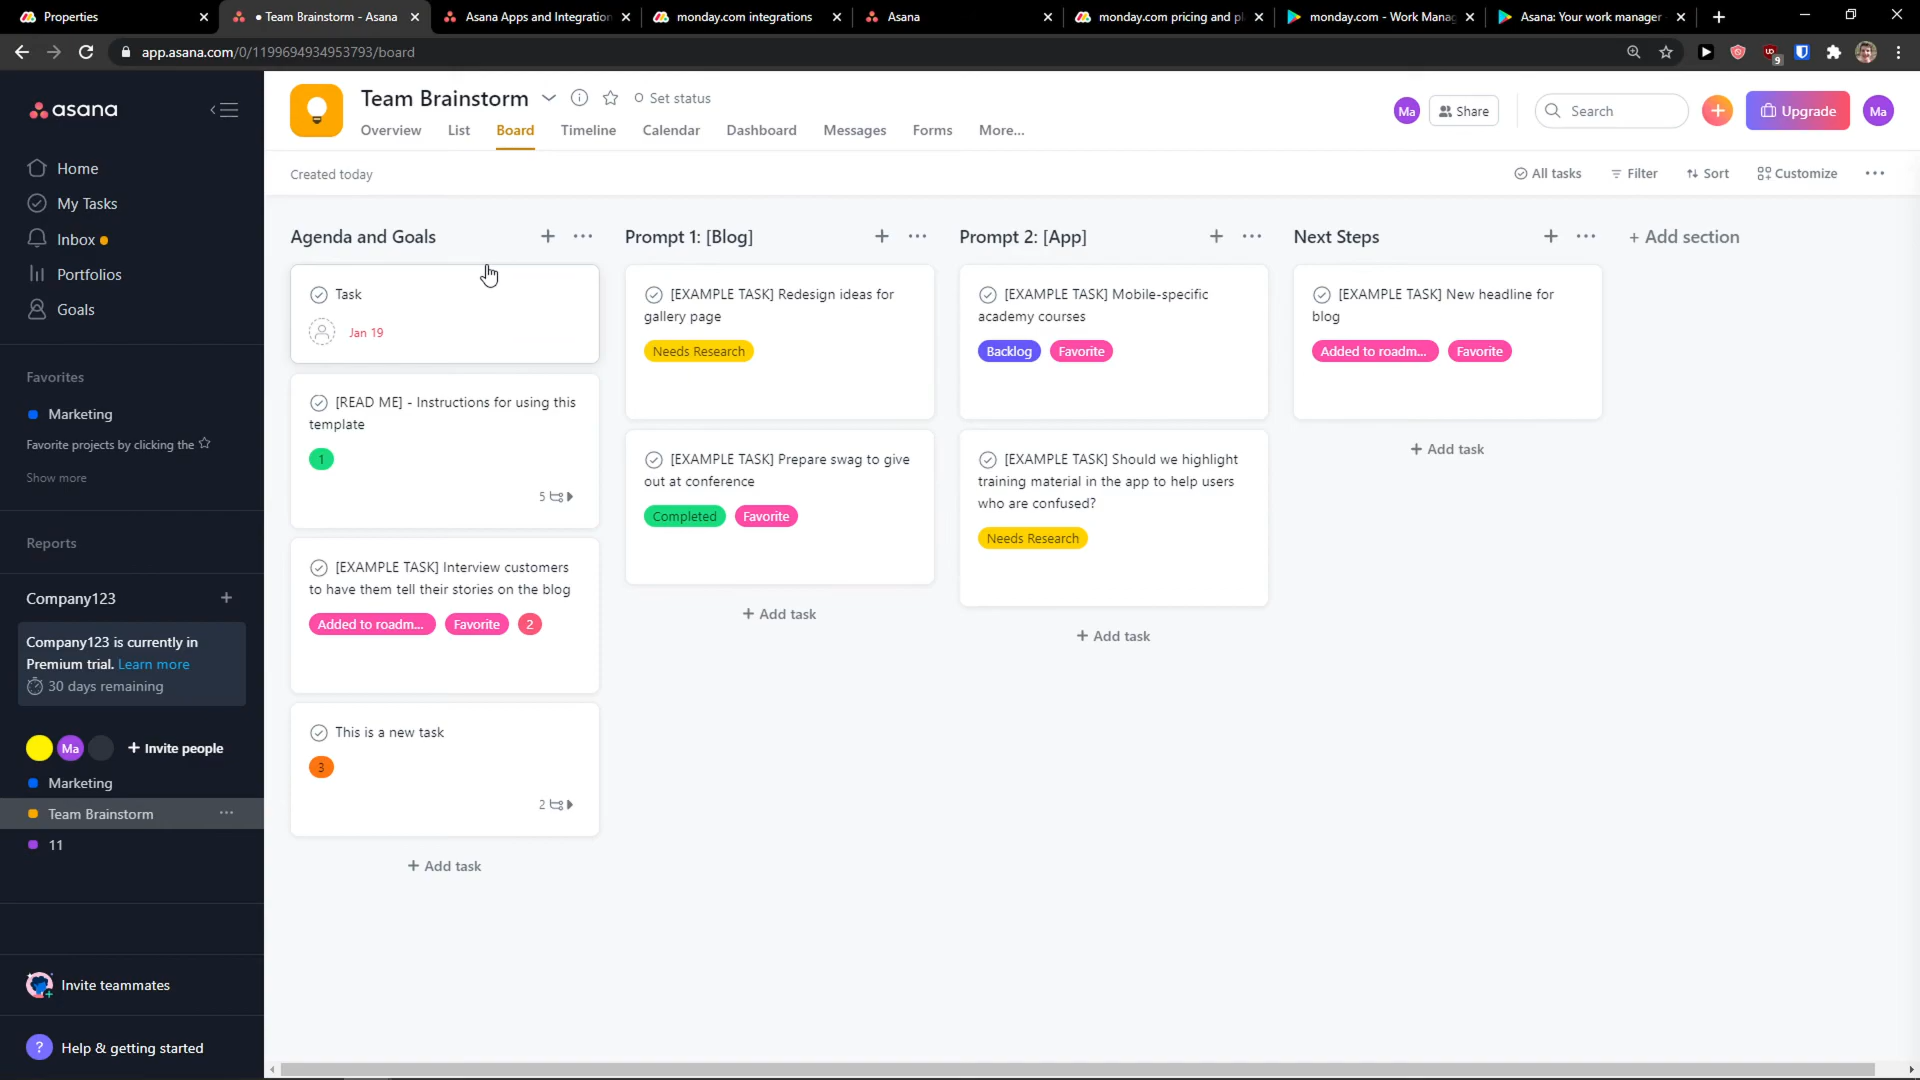 Properties
• Team Brainstorm - Asana
Asana Apps and Integration
monday.com integrations
Asana
monday.com pricing and p
monday.com - Work Manag
Asana: Your work manager
app.asana.com/0/1199694934953793/board
9
asana
Home
My Tasks
Inbox
Portfolios
Goals
Favorites
Marketing
Favorite projects by clicking the
Show more
Reports
Company123
Company123 is currently in
Premium trial. Learn more
30 days remaining
Ma
+ Invite people
Marketing
Team Brainstorm
11
Invite teammates
? Help & getting started
Team Brainstorm
Set status
Overview
List
Board
Timeline
Calendar
Dashboard
Messages
Forms
More...
Ma
Share
Search
Upgrade
Ma
Created today
All tasks
Filter
Sort
Customize
Agenda and Goals
Task
Jan 19
[READ ME] - Instructions for using this
template
1
5
[EXAMPLE TASK] Interview customers
to have them tell their stories on the blog
Added to roadm...
Favorite
2
This is a new task
3
2
+ Add task
Prompt 1: [Blog]
[EXAMPLE TASK] Redesign ideas for
gallery page
Needs Research
[EXAMPLE TASK] Prepare swag to give
out at conference
Completed
Favorite
+ Add task
Prompt 2: [App]
[EXAMPLE TASK] Mobile-specific
academy courses
Backlog
Favorite
[EXAMPLE TASK] Should we highlight
training material in the app to help users
who are confused?
Needs Research
+ Add task
Next Steps
[EXAMPLE TASK] New headline for
blog
Added to roadm...
Favorite
+ Add task
+ Add section